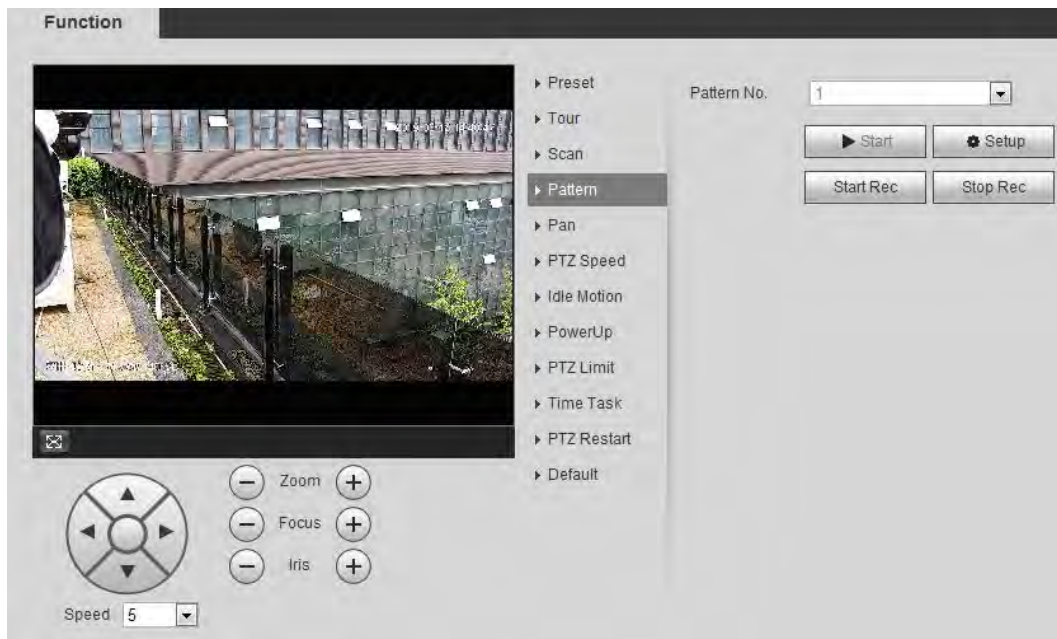 Function
Preset
Tour
Scan
Pattern
Pan
PTZ Speed
Idle Motion
PowerUp
PTZ Limit
Time Task
PTZ Restart
Default
Pattern No. 1
Start Setup
Start Rec Stop Rec
Zoom
Focus
Iris
Speed 5